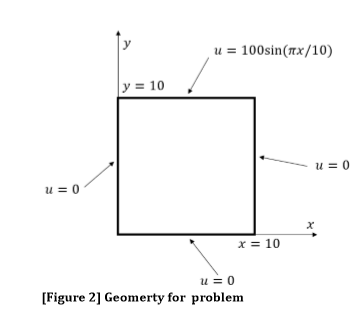 y
u = 100sin(πx/10)
y = 10
u = 0
u = 0
x
x = 10
u = 0
[Figure 2] Geomerty for problem